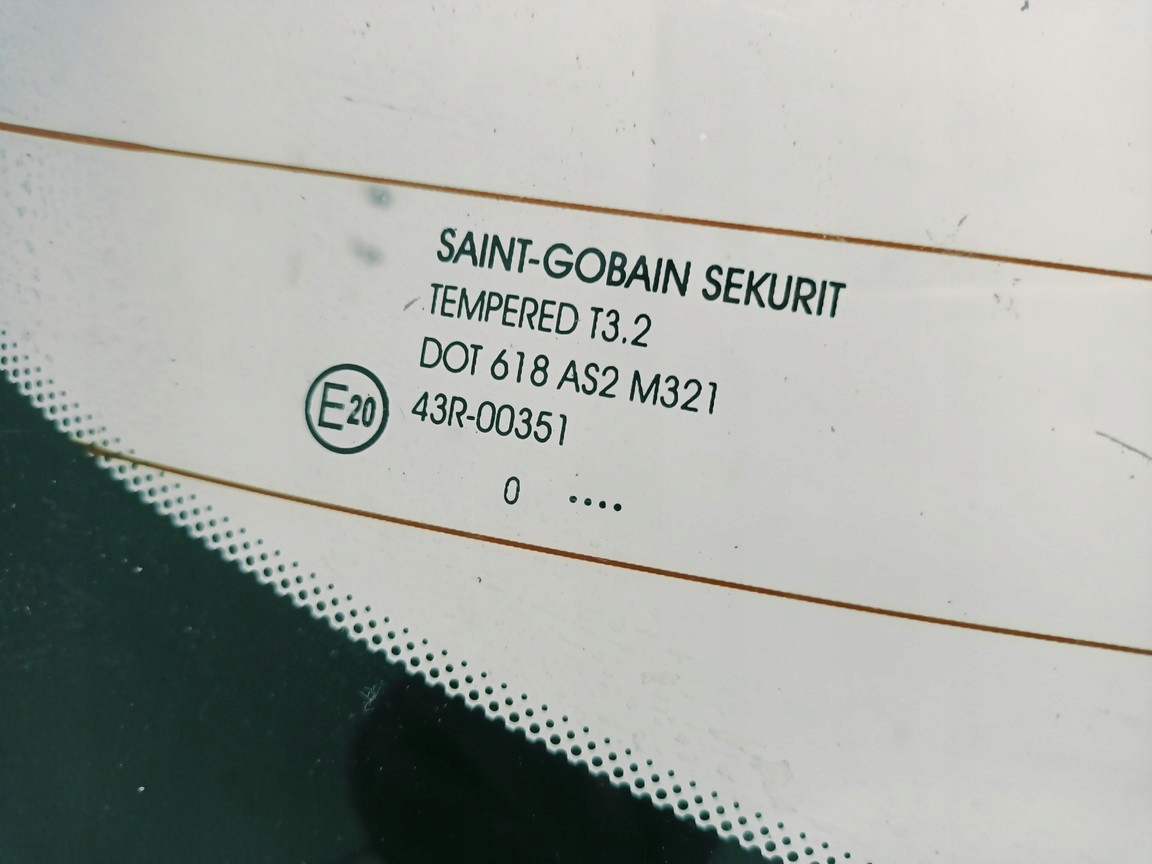 SAINT-GOBAIN SEKURIT
TEMPERED T3.2
DOT 618 AS2 M321
E20 43R-00351
0 ....